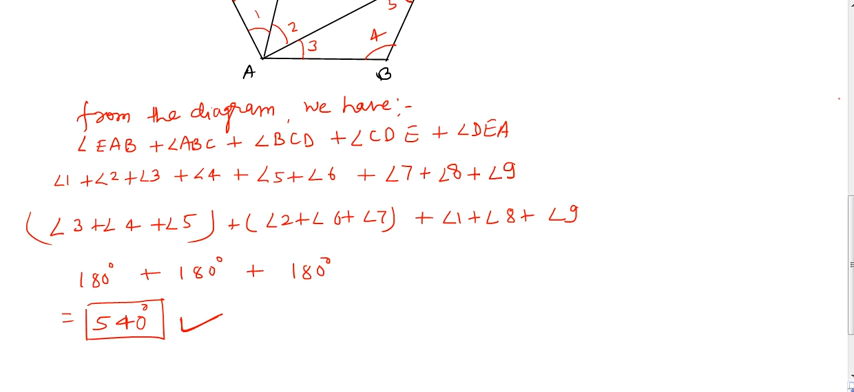 1
2
3
4
5
A
B
from the diagram, we have:-
∠EAB + ∠ABC + ∠BCD + ∠CDE + ∠DEA
∠1 + ∠2 + ∠3 + ∠4 + ∠5 + ∠6 + ∠7 + ∠8 + ∠9
(∠3 + ∠4 + ∠5) + (∠2 + ∠6 + ∠7) + ∠1 + ∠8 + ∠9
180° + 180° + 180°
= 540° ✓